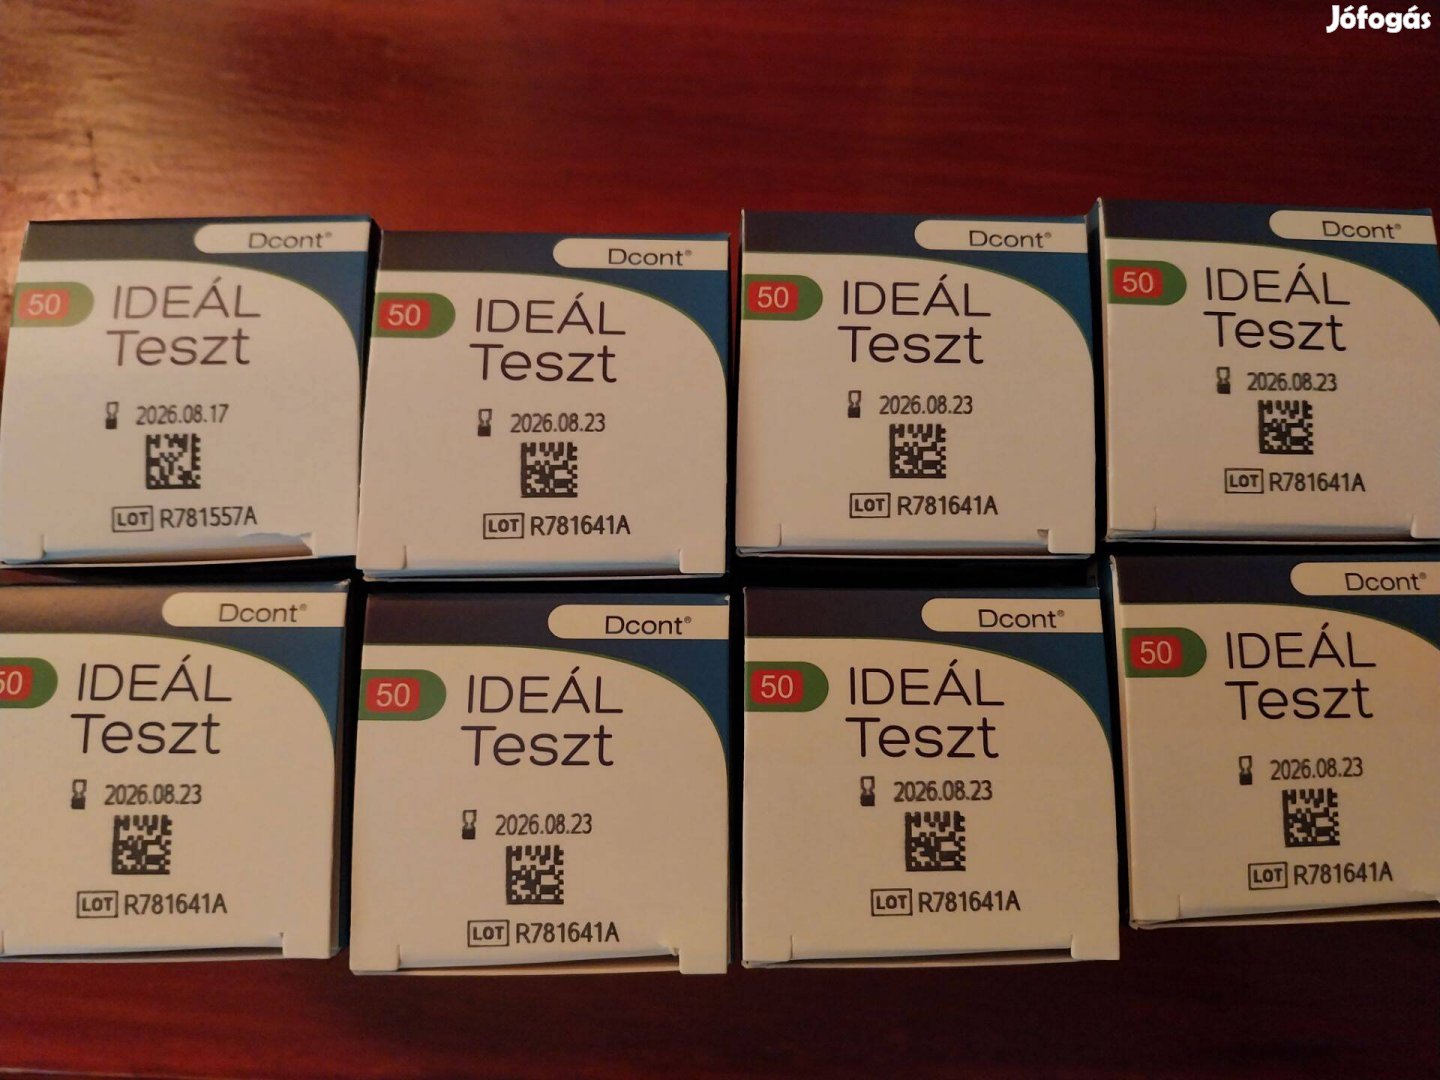 Jófogás
Dcont®
50
IDEÁL
Teszt
2026.08.17
LOT R781557A
Dcont®
50
IDEÁL
Teszt
2026.08.23
LOT R781641A
Dcont®
50
IDEÁL
Teszt
2026.08.23
LOT R781641A
Dcont®
50
IDEÁL
Teszt
2026.08.23
LOT R781641A
Dcont®
50
IDEÁL
Teszt
2026.08.23
LOT R781641A
Dcont®
50
IDEÁL
Teszt
2026.08.23
LOT R781641A
Dcont®
50
IDEÁL
Teszt
2026.08.23
LOT R781641A
Dcont®
50
IDEÁL
Teszt
2026.08.23
LOT R781641A